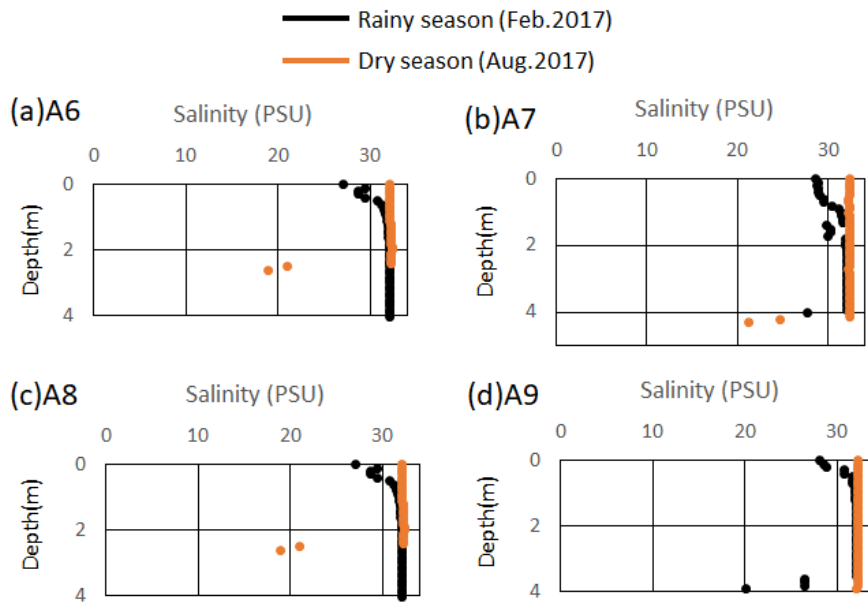 Rainy season (Feb.2017)
Dry season (Aug.2017)
(a)A6
Salinity (PSU)
0 10 20 30
0
2
4
Depth(m)
(b)A7
Salinity (PSU)
0 10 20 30
0
2
4
Depth(m)
(c)A8
Salinity (PSU)
0 10 20 30
0
2
4
Depth(m)
(d)A9
Salinity (PSU)
0 10 20 30
0
2
4
Depth(m)